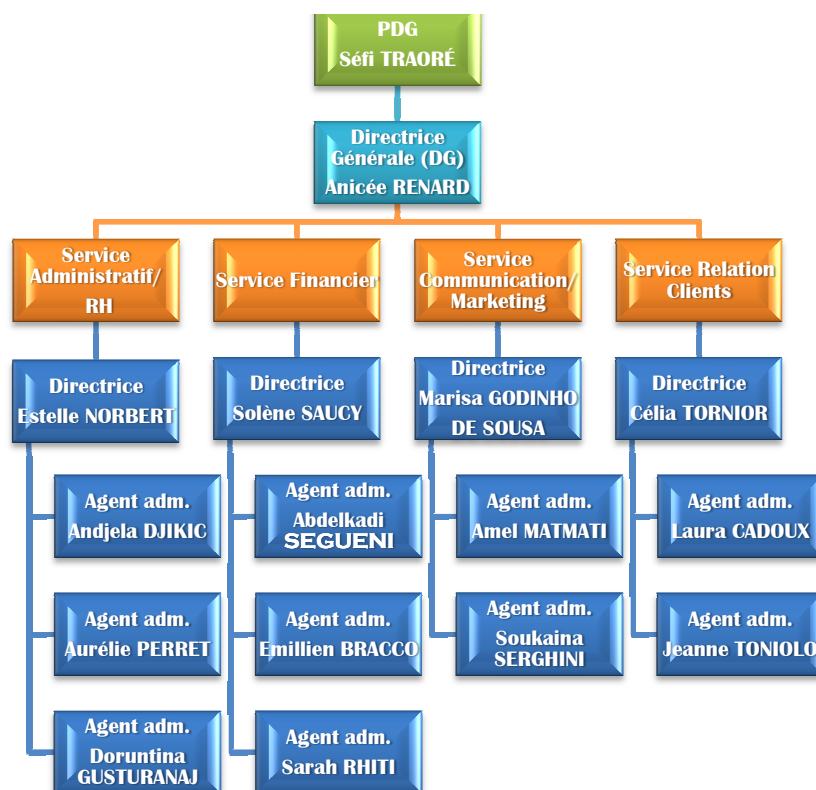 PDG
Séfi TRAORÉ
Directrice
Générale (DG)
Anicée RENARD
Service
Administratif/
RH
Service Financier
Service
Communication/
Marketing
Service Relation
Clients
Directrice
Estelle NORBERT
Directrice
Solène SAUCY
Directrice
Marisa GODINHO
DE SOUSA
Directrice
Célia TORNIOR
Agent adm.
Andjela DJIKIC
Agent adm.
Abdelkadi
SEGUENI
Agent adm.
Amel MATMATI
Agent adm.
Laura CADOUX
Agent adm.
Aurélie PERRET
Agent adm.
Emillien BRACCO
Agent adm.
Soukaina
SERGHINI
Agent adm.
Jeanne TONIOLO
Agent adm.
Doruntina
GUSTURANAJ
Agent adm.
Sarah RHITI